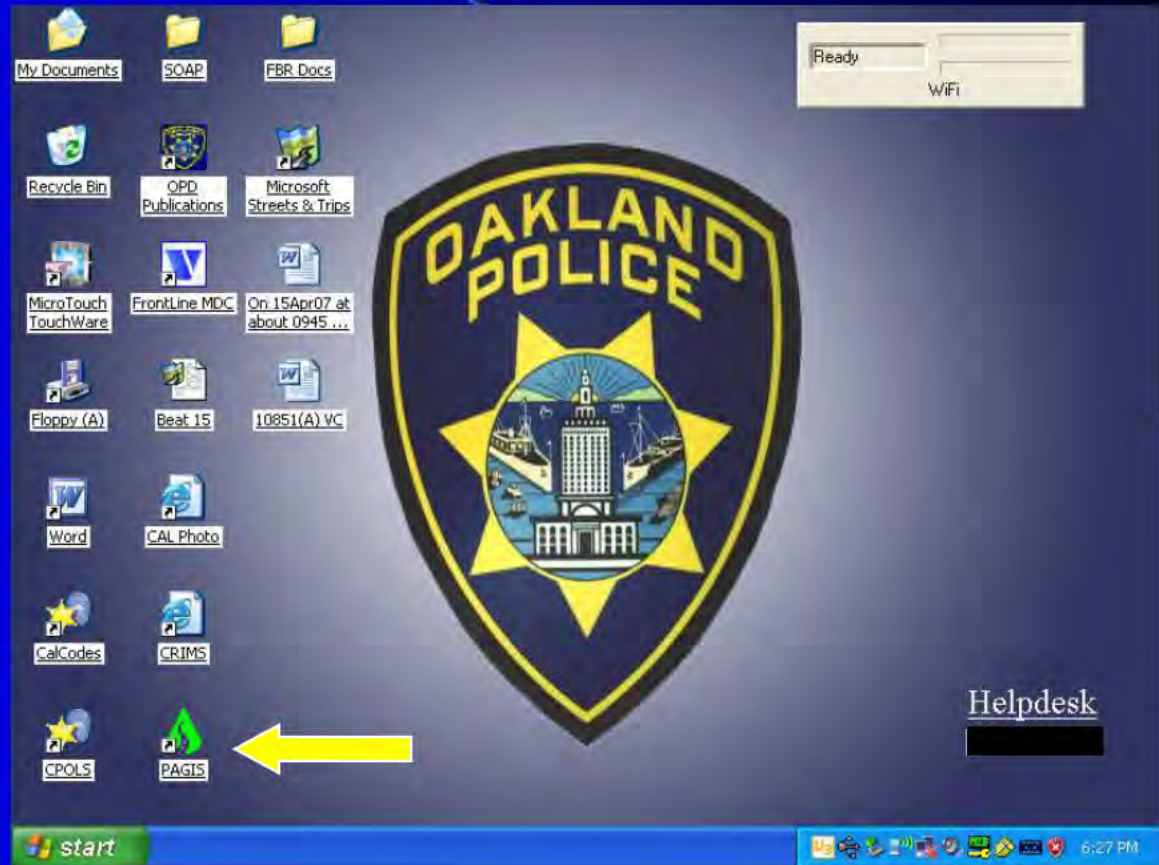 My Documents
SOAP
FBR Docs
Ready
WiFi
Recycle Bin
OPD
Publications
Microsoft
Streets & Trips
OAKLAND
POLICE
MicroTouch
TouchWare
FrontLine MDC
On 15Apr07 at
about 0945 ...
Floppy (A)
Beat 15
10851(A) VC
Word
CAL Photo
CalCodes
CRIMS
CPOLS
PAGIS
Helpdesk
start
6:27 PM